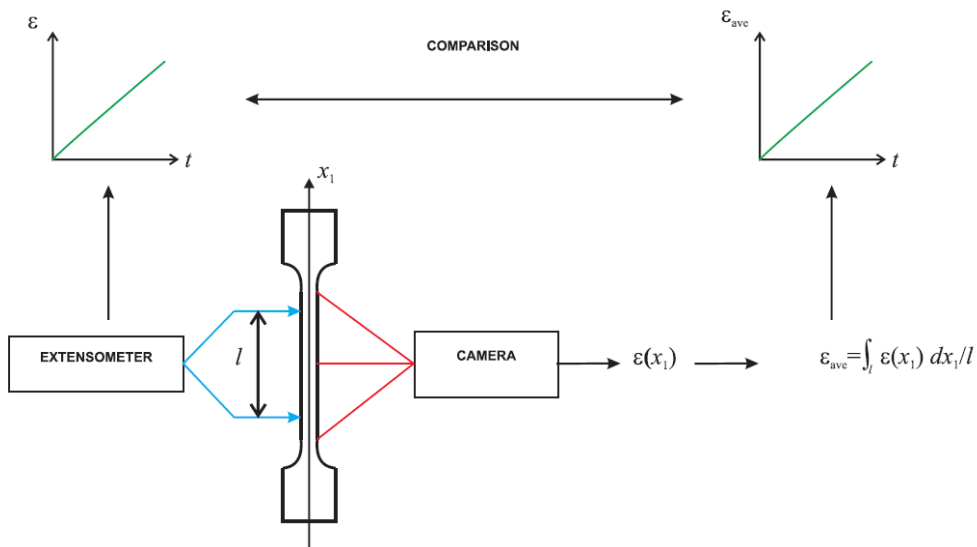 ε
ε_ave
COMPARISON
t
t
x₁
EXTENSOMETER
l
CAMERA
ε(x₁)
ε_ave=∫_l ε(x₁) dx₁/l